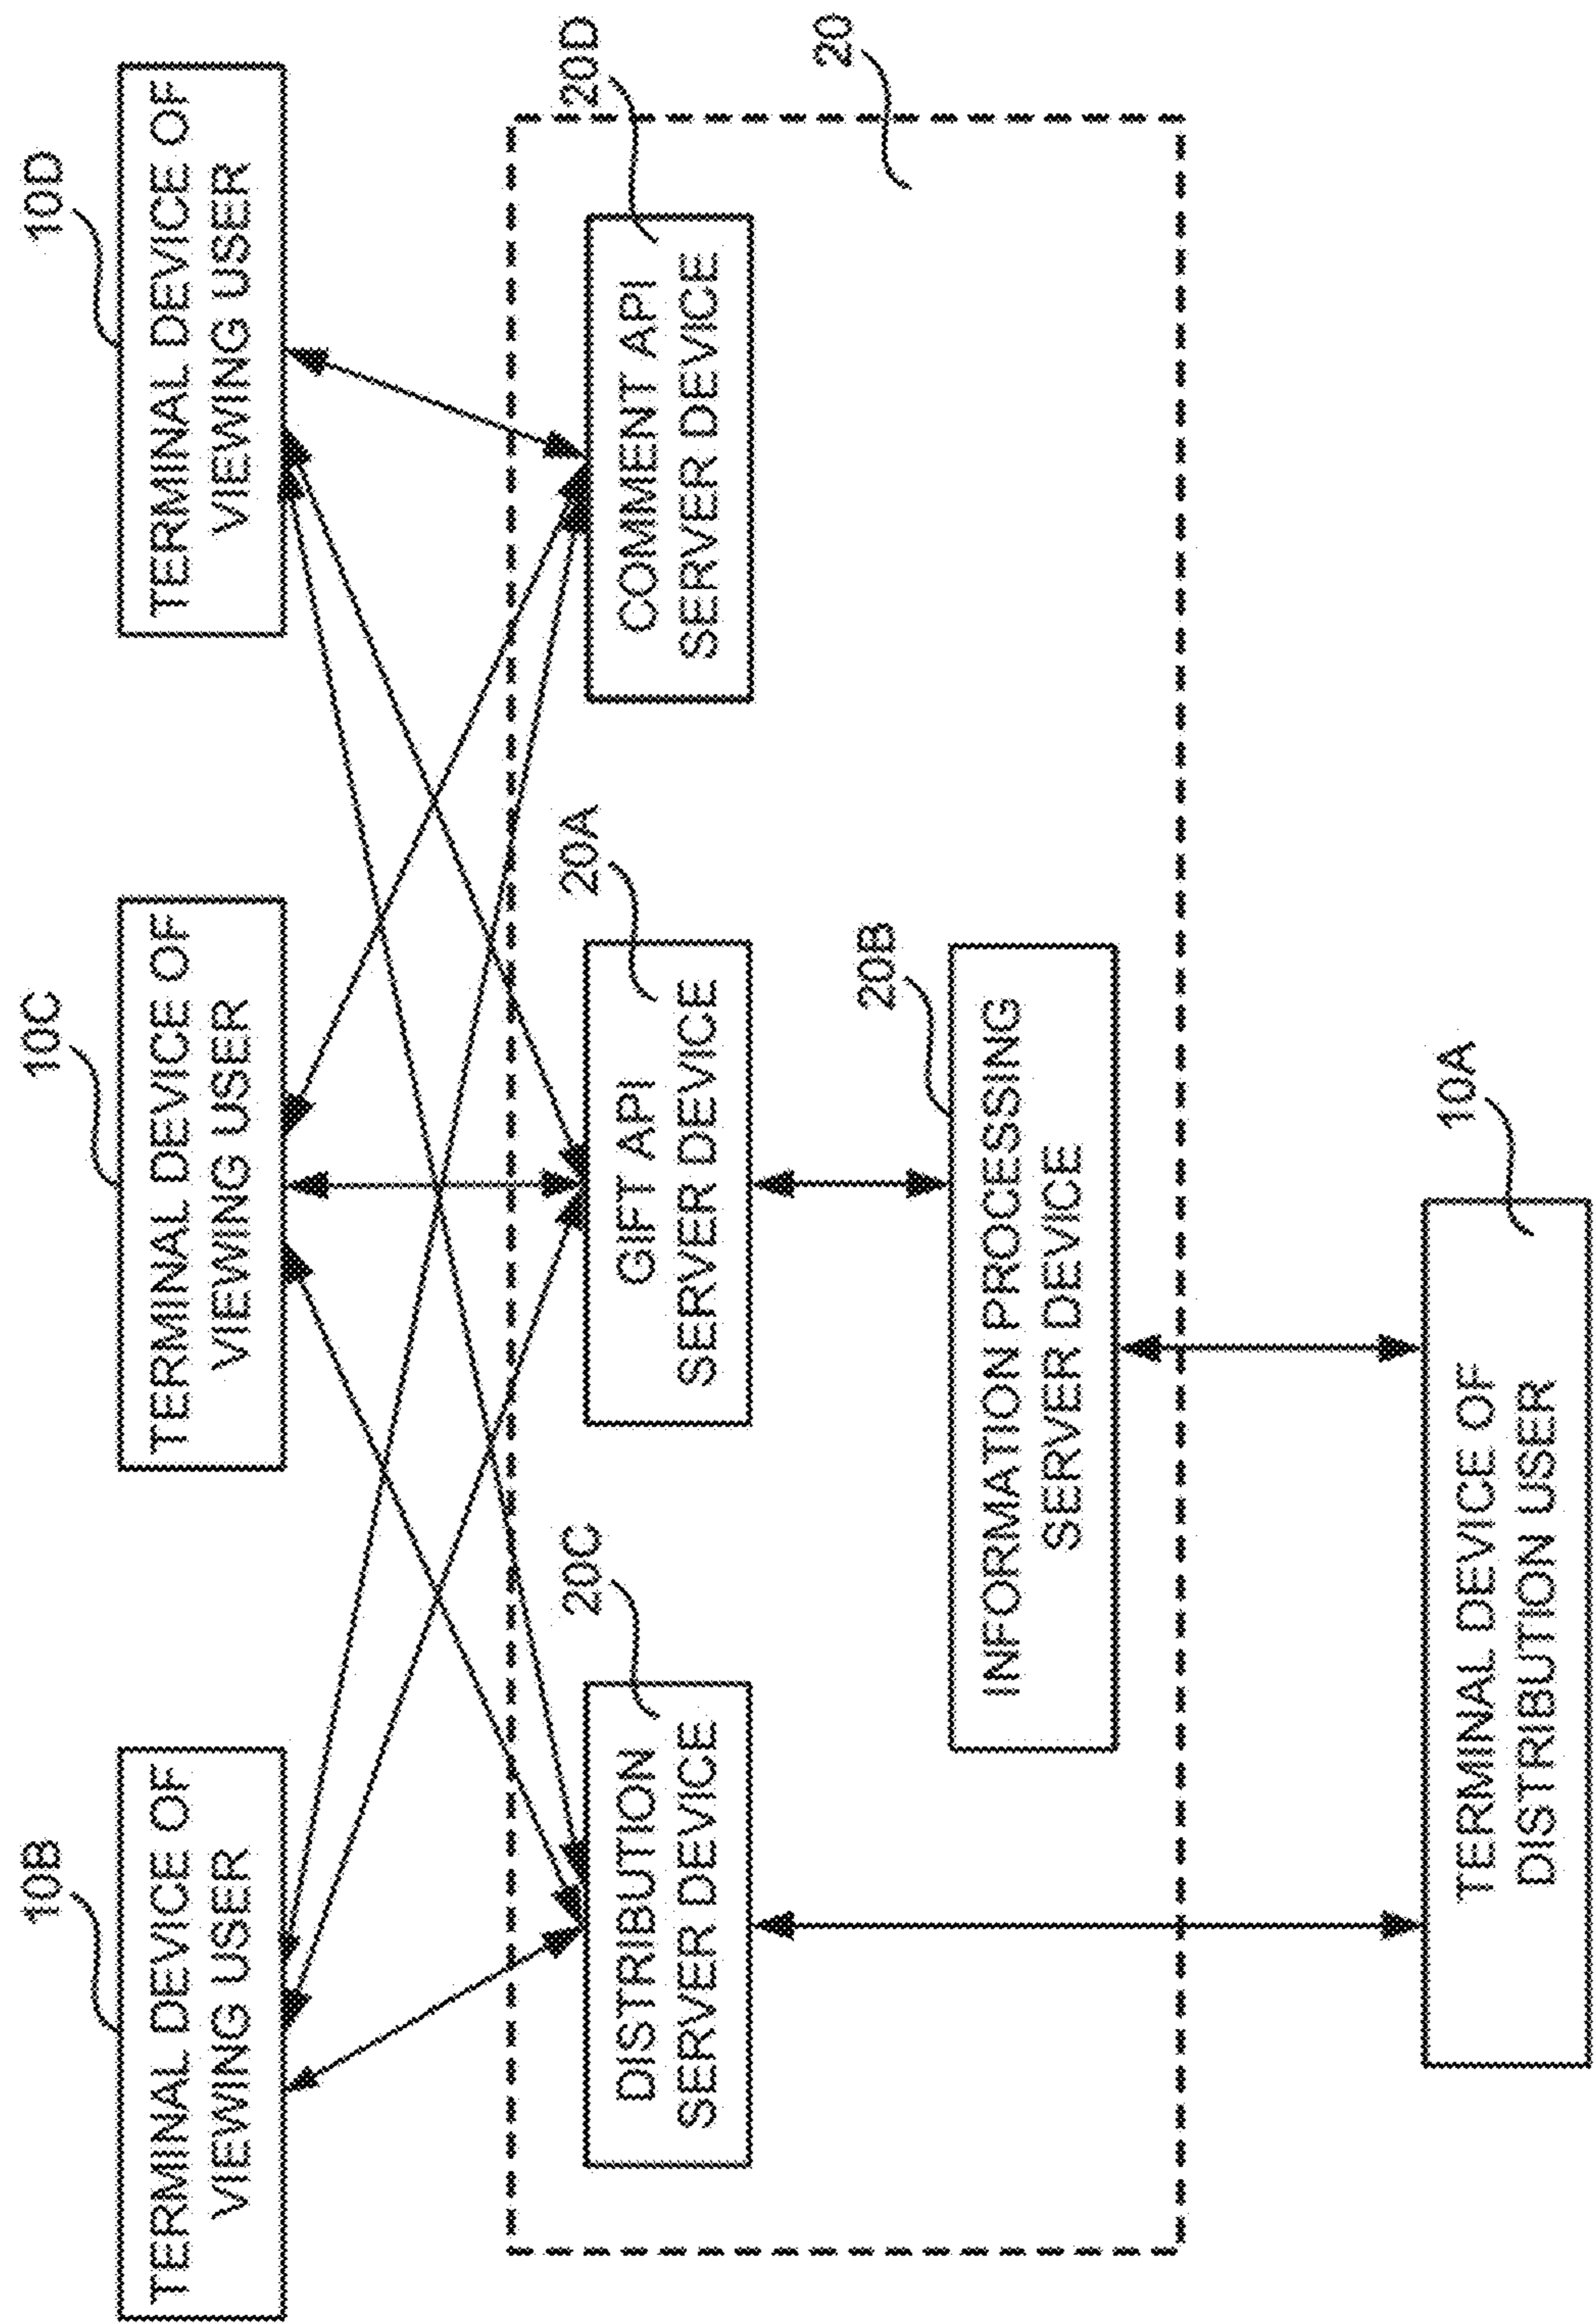 10B
TERMINAL DEVICE OF
VIEWING USER
10C
TERMINAL DEVICE OF
VIEWING USER
10D
TERMINAL DEVICE OF
VIEWING USER
20C
DISTRIBUTION
SERVER DEVICE
20A
GIFT API
SERVER DEVICE
20D
COMMENT API
SERVER DEVICE
20B
INFORMATION PROCESSING
SERVER DEVICE
20
10A
TERMINAL DEVICE OF
DISTRIBUTION USER